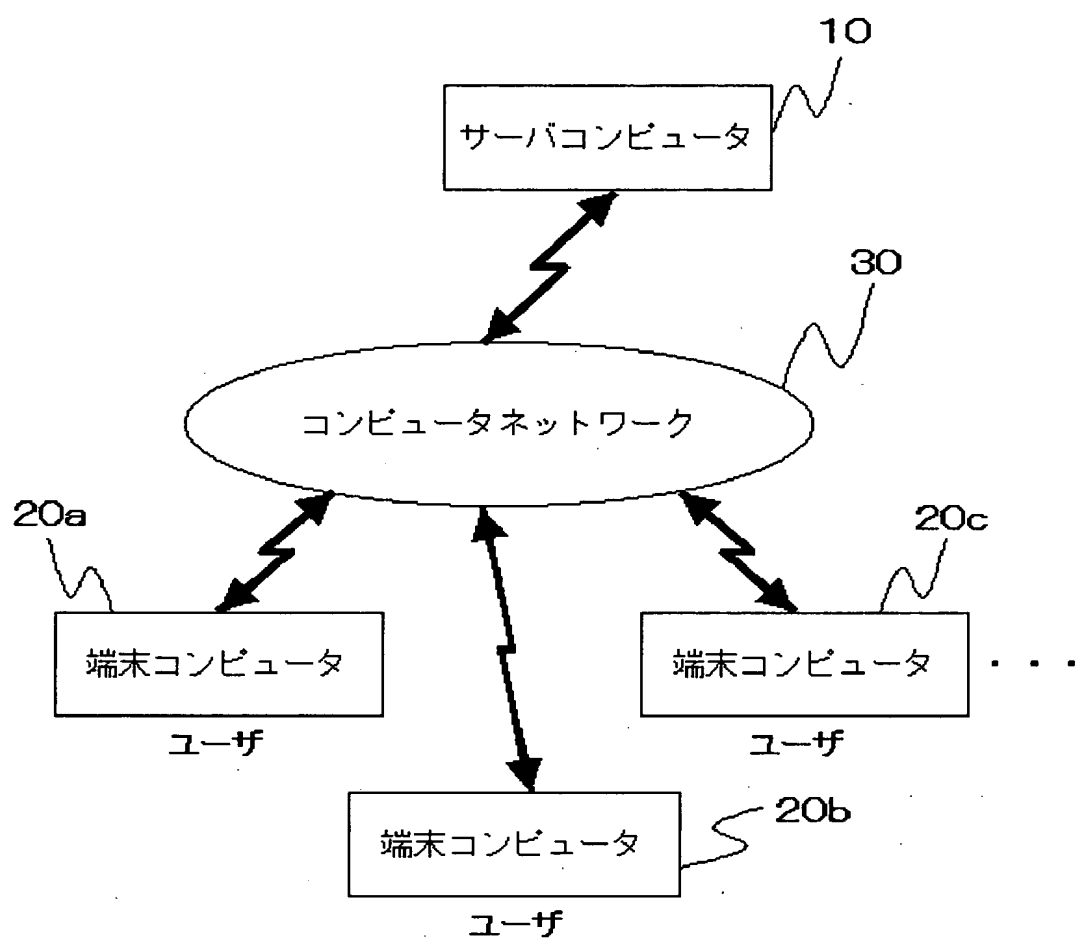 10
サーバコンピュータ
30
コンピュータネットワーク
20a
20c
端末コンピュータ
端末コンピュータ
・・・
ユーザ
ユーザ
20b
端末コンピュータ
ユーザ